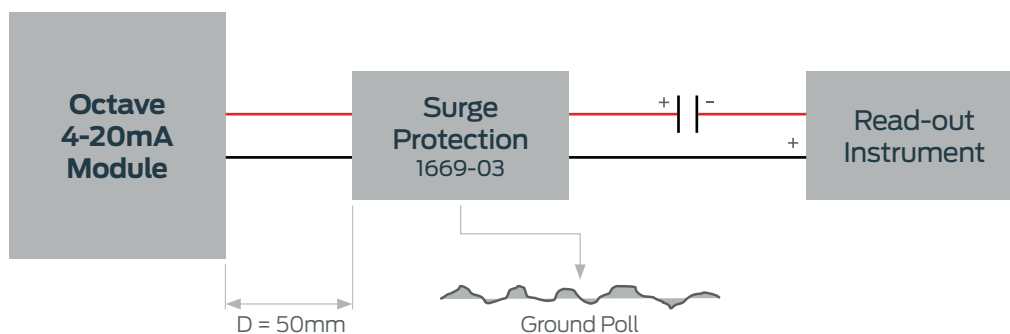 Octave
4-20mA
Module
Surge
Protection
1669-03
+ -
+
Read-out
Instrument
D = 50mm
Ground Poll